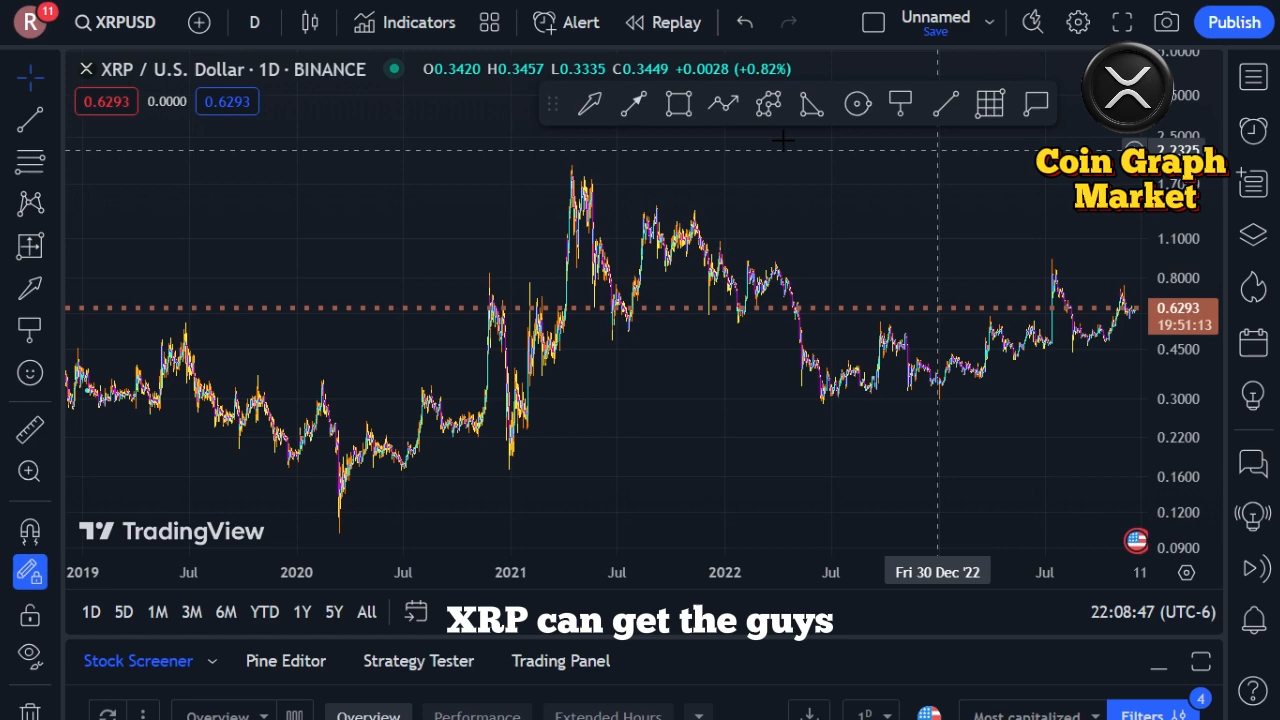 R 11 XRPUSD D Indicators Alert Replay Unnamed Save Publish
XRP / U.S. Dollar · 1D · BINANCE O0.3420 H0.3457 L0.3335 C0.3449 +0.0028 (+0.82%)
0.6293 0.0000 0.6293
2.2325
Coin Graph
Market
1.1000
0.8000
0.6293
19:51:13
0.4500
0.3000
0.2200
0.1600
0.1200
0.0900
TradingView
2019 Jul 2020 Jul 2021 Jul 2022 Jul Fri 30 Dec '22 Jul 11
1D 5D 1M 3M 6M YTD 1Y 5Y All 22:08:47 (UTC-6)
XRP can get the guys
Stock Screener Pine Editor Strategy Tester Trading Panel
4
Overview Overview Performance Extended Hours 1D Most capitalized Filters